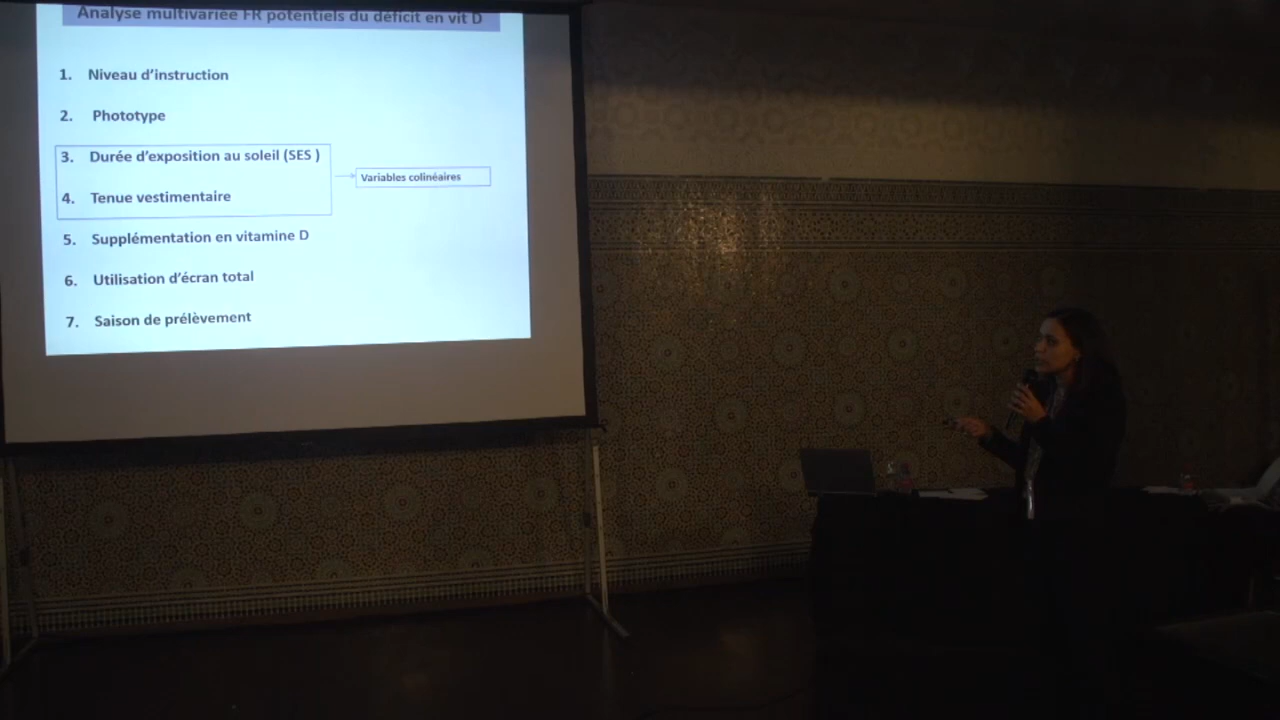 Analyse multivariée FR potentiels du déficit en vit D
1. Niveau d'instruction
2. Phototype
3. Durée d'exposition au soleil (SES )
4. Tenue vestimentaire
Variables colinéaires
5. Supplémentation en vitamine D
6. Utilisation d'écran total
7. Saison de prélèvement